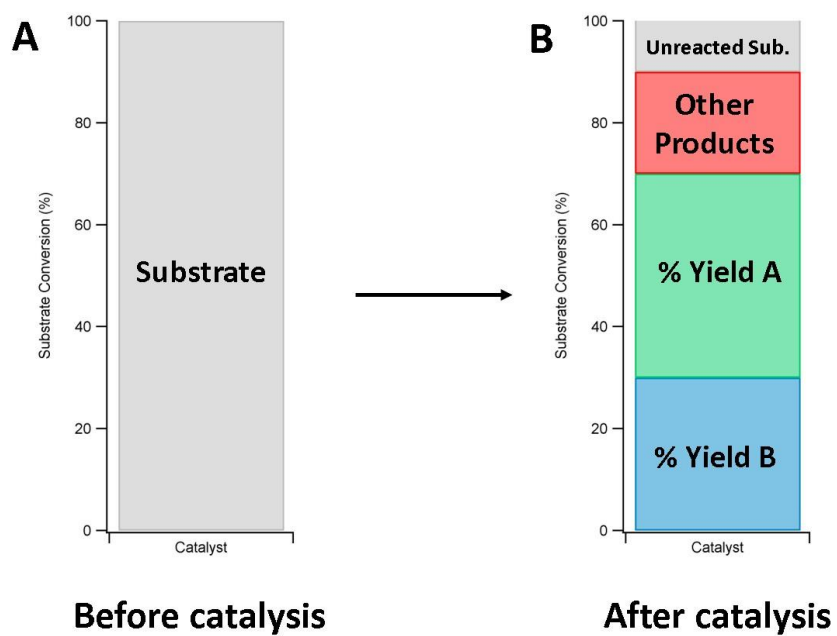 A
100
80
60
40
20
0
Substrate Conversion (%)
Substrate
Catalyst
Before catalysis
B
100
80
60
40
20
0
Substrate Conversion (%)
Unreacted Sub.
Other
Products
% Yield A
% Yield B
Catalyst
After catalysis